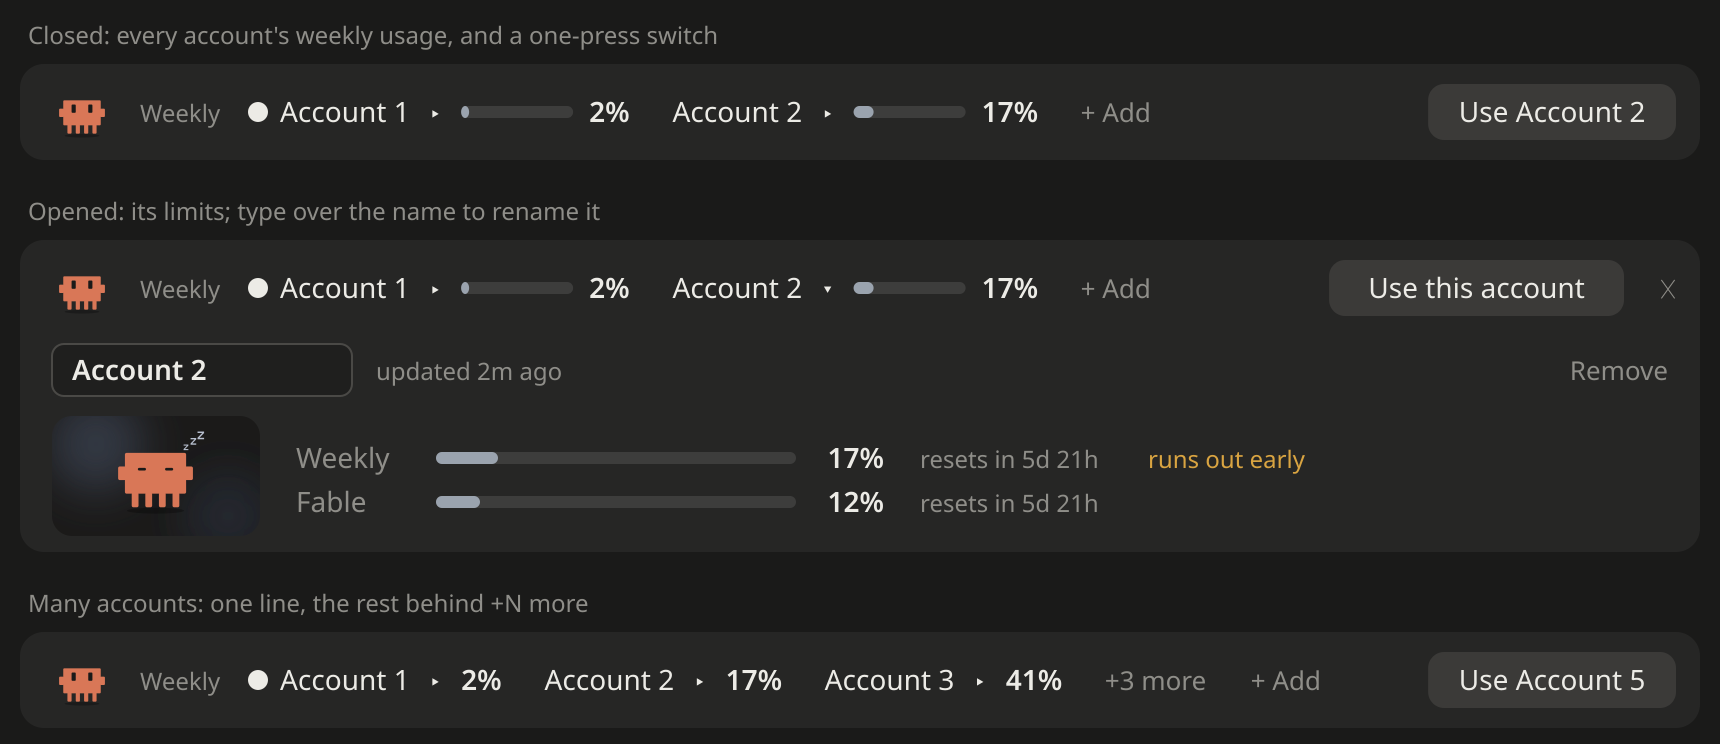 Closed: every account's weekly usage, and a one-press switch
Weekly Account 1 2% Account 2 17% + Add Use Account 2
Opened: its limits; type over the name to rename it
Weekly Account 1 2% Account 2 17% + Add Use this account X
Account 2 updated 2m ago Remove
z z z
Weekly 17% resets in 5d 21h runs out early
Fable 12% resets in 5d 21h
Many accounts: one line, the rest behind +N more
Weekly Account 1 2% Account 2 17% Account 3 41% +3 more + Add Use Account 5